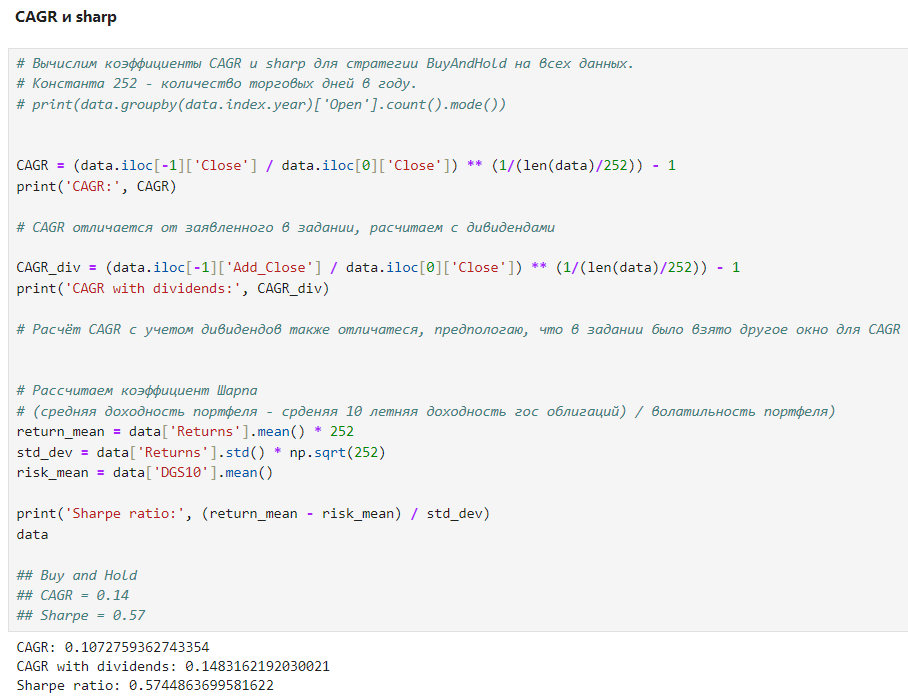 CAGR и sharp
# Вычислим коэффициенты CAGR и sharp для стратегии BuyAndHold на всех данных.
# Константа 252 - количество торговых дней в году.
# print(data.groupby(data.index.year)['Open'].count().mode())
CAGR = (data.iloc[-1]['Close'] / data.iloc[0]['Close']) ** (1/(len(data)/252)) - 1
print('CAGR:', CAGR)
# CAGR отличается от заявленного в задании, расчитаем с дивидендами
CAGR_div = (data.iloc[-1]['Add_Close'] / data.iloc[0]['Close']) ** (1/(len(data)/252)) - 1
print('CAGR with dividends:', CAGR_div)
# Расчёт CAGR с учетом дивидендов также отличатеся, предпологаю, что в задании было взято другое окно для CAGR
# Рассчитаем коэффициент Шарпа
# (средняя доходность портфеля - срденяя 10 летняя доходность гос облигаций) / волатильность портфеля)
return_mean = data['Returns'].mean() * 252
std_dev = data['Returns'].std() * np.sqrt(252)
risk_mean = data['DGS10'].mean()
print('Sharpe ratio:', (return_mean - risk_mean) / std_dev)
data
## Buy and Hold
## CAGR = 0.14
## Sharpe = 0.57
CAGR: 0.1072759362743354
CAGR with dividends: 0.1483162192030021
Sharpe ratio: 0.5744863699581622